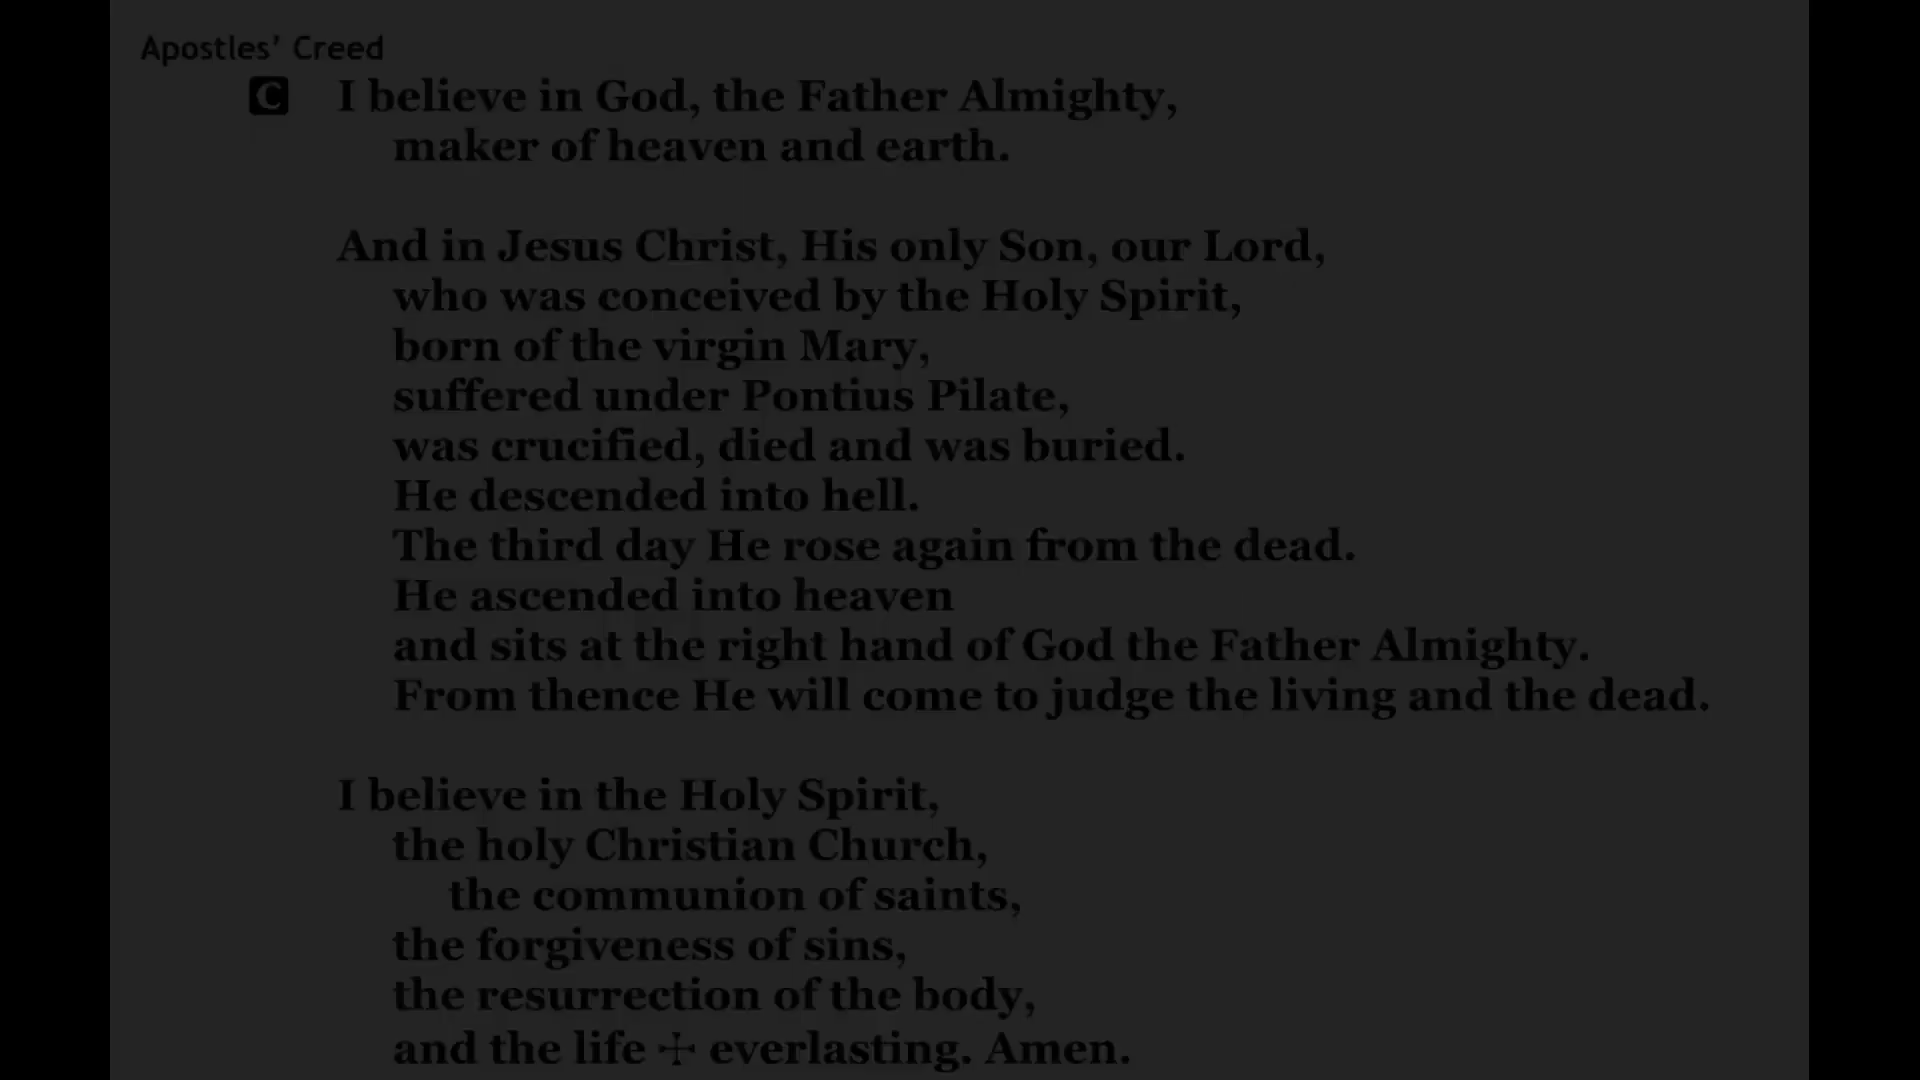 Apostles’ Creed
C I believe in God, the Father Almighty,
maker of heaven and earth.
And in Jesus Christ, His only Son, our Lord,
who was conceived by the Holy Spirit,
born of the virgin Mary,
suffered under Pontius Pilate,
was crucified, died and was buried.
He descended into hell.
The third day He rose again from the dead.
He ascended into heaven
and sits at the right hand of God the Father Almighty.
From thence He will come to judge the living and the dead.
I believe in the Holy Spirit,
the holy Christian Church,
the communion of saints,
the forgiveness of sins,
the resurrection of the body,
and the life ☩ everlasting. Amen.